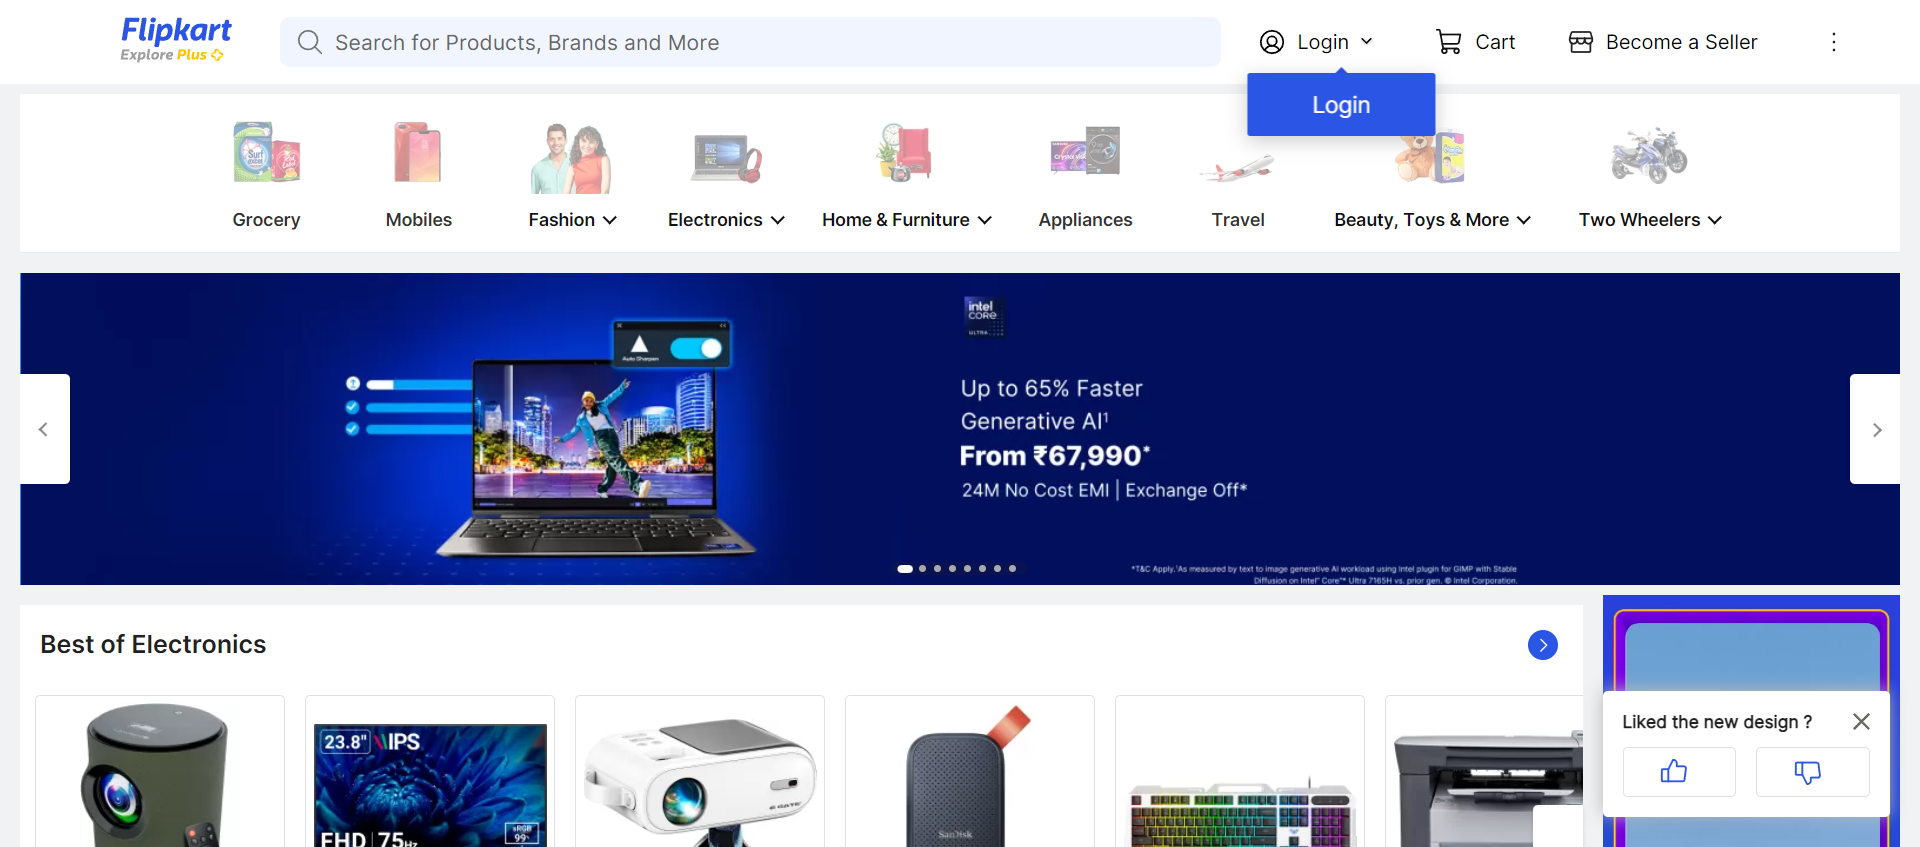 Flipkart
Explore Plus
Search for Products, Brands and More
Login
Cart
Become a Seller
Login
Grocery
Mobiles
Fashion
Electronics
Home & Furniture
Appliances
Travel
Beauty, Toys & More
Two Wheelers
intel
CORE
ULTRA
Auto Sharpen
Up to 65% Faster
Generative AI¹
From ₹67,990*
24M No Cost EMI | Exchange Off*
*T&C Apply.¹As measured by text to image generative AI workload using Intel plugin for GIMP with Stable
Diffusion on Intel® Core™ Ultra 7165H vs. prior gen. © Intel Corporation.
Best of Electronics
23.8" IPS
sRGB
99%
FHD | 75Hz
E GATE
SanDisk
Liked the new design ?